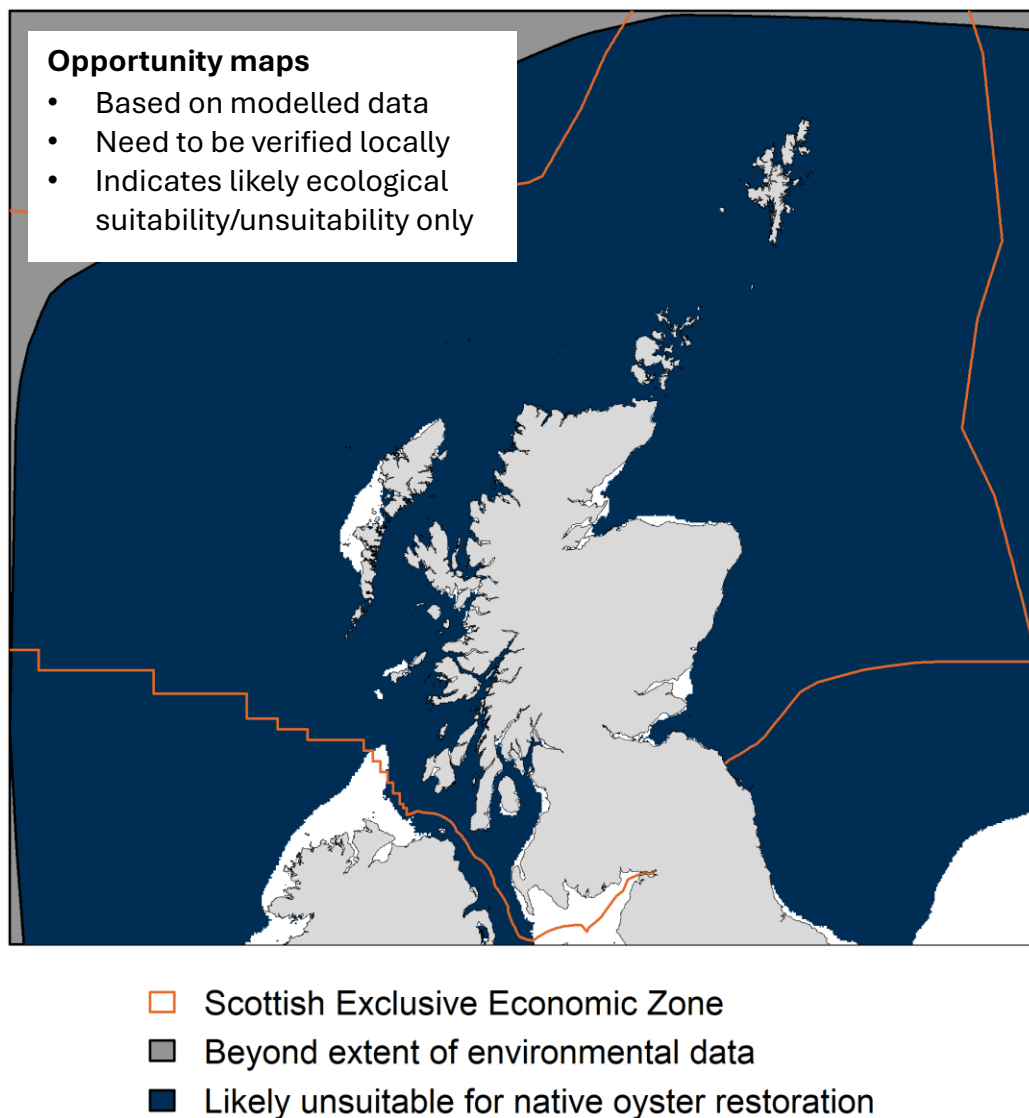 Opportunity maps
• Based on modelled data
• Need to be verified locally
• Indicates likely ecological
suitability/unsuitability only
Scottish Exclusive Economic Zone
Beyond extent of environmental data
Likely unsuitable for native oyster restoration